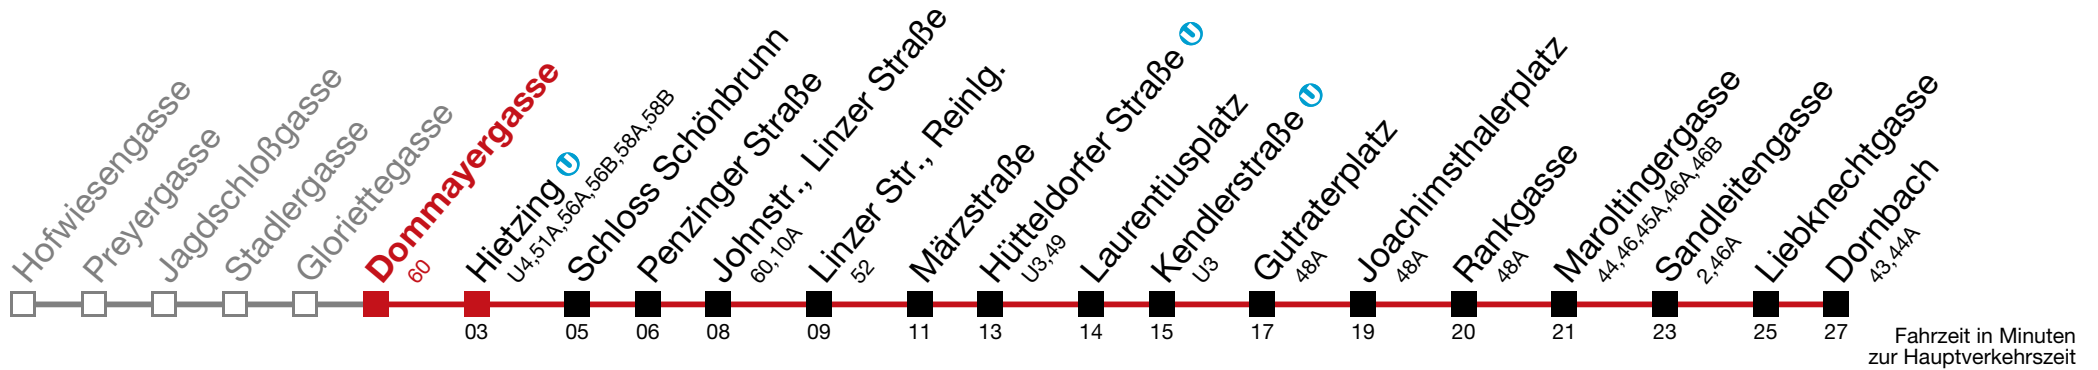 Hofwiesengasse
Preyergasse
Jagdschloßgasse
Stadlergasse
Gloriettegasse
Dommayergasse
60
Hietzing U
U4,51A,56A,56B,58A,58B
Schloss Schönbrunn
Penzinger Straße
Johnstr., Linzer Straße
60,10A
Linzer Str., Reinlg.
52
Märzstraße
Hütteldorfer Straße U
U3,49
Laurentiusplatz
Kendlerstraße U
U3
Gutraterplatz
48A
Joachimsthalerplatz
48A
Rankgasse
48A
Maroltingergasse
44,46,45A,46A,46B
Sandleitengasse
2,46A
Liebknechtgasse
Dornbach
43,44A
03 05 06 08 09 11 13 14 15 17 19 20 21 23 25 27
Fahrzeit in Minuten
zur Hauptverkehrszeit